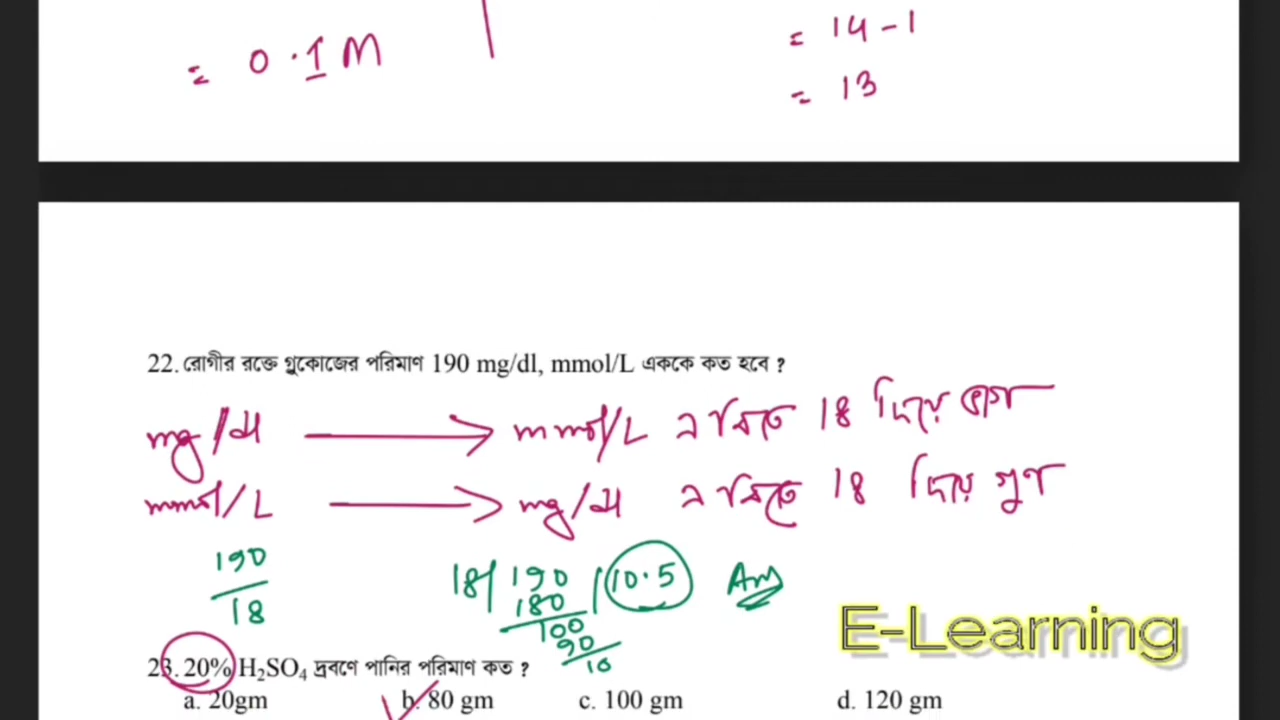 = 0.1 M
= 14 - 1
= 13
22. রোগীর রক্তে গ্লুকোজের পরিমাণ 190 mg/dl, mmol/L এককে কত হবে ?
mg/dl → mmol/L এ নিতে 18 দিয়ে ভাগ
mmol/L → mg/dl এ নিতে 18 দিয়ে গুণ
190
18
18/ 190 / 10.5 Ans
180
100
90
10
E-Learning
23. 20% H₂SO₄ দ্রবণে পানির পরিমাণ কত ?
a. 20gm b. 80 gm c. 100 gm d. 120 gm